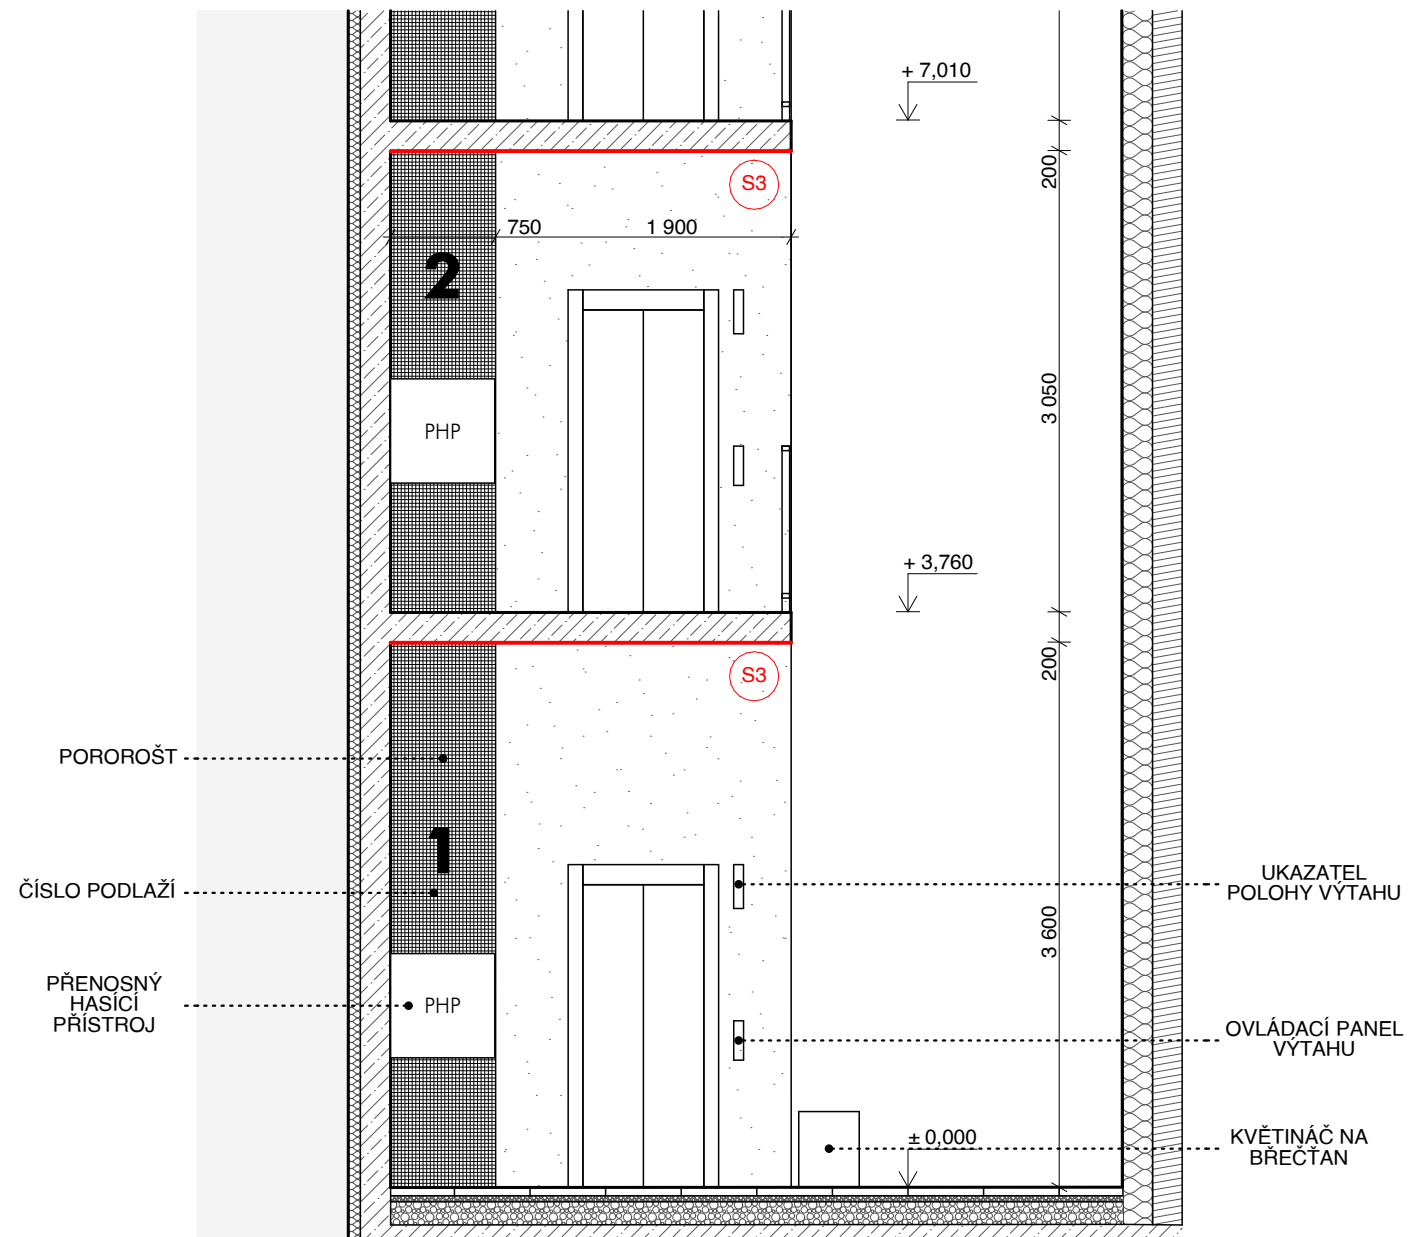 + 7,010
200
S3
750
1 900
2
3 050
PHP
+ 3,760
200
S3
POROROŠT
1
ČÍSLO PODLAŽÍ
UKAZATEL
POLOHY VÝTAHU
3 600
PŘENOSNÝ
HASÍCÍ
PŘÍSTROJ
PHP
OVLÁDACÍ PANEL
VÝTAHU
± 0,000
KVĚTINÁČ NA
BŘEČŤAN